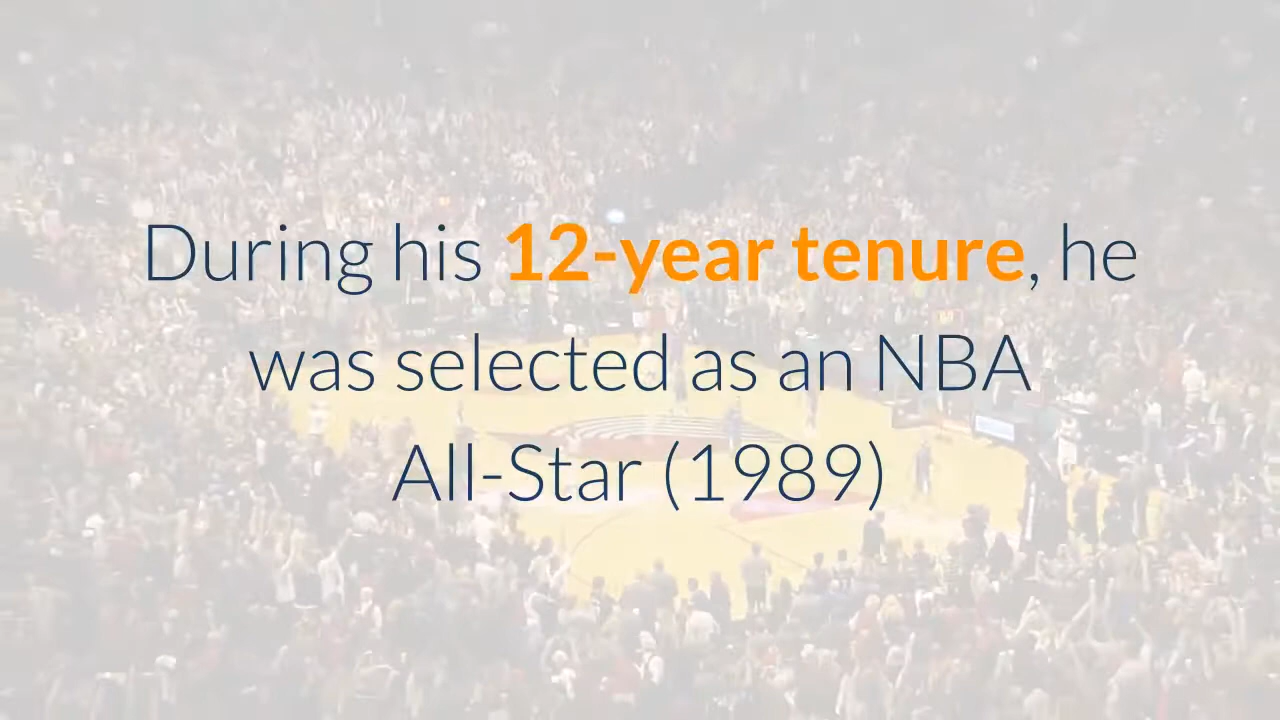 During his 12-year tenure, he
was selected as an NBA
All-Star (1989)